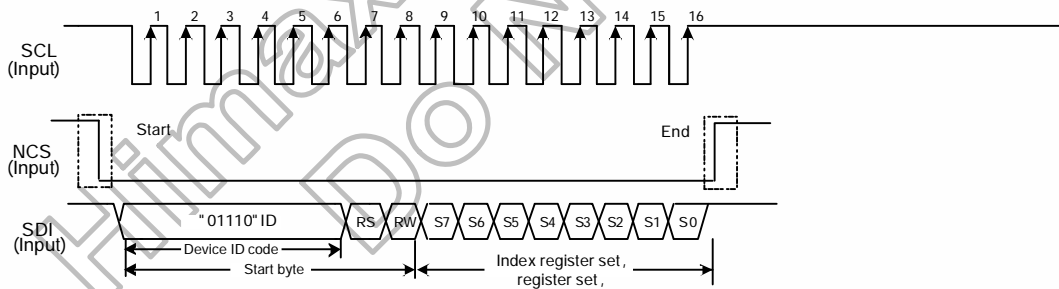 1 2 3 4 5 6 7 8 9 10 11 12 13 14 15 16
SCL
(Input)
Start
End
NCS
(Input)
SDI
(Input)
"01110" ID RS RW S7 S6 S5 S4 S3 S2 S1 S0
Device ID code
Start byte
Index register set,
register set,
Himax
Do N